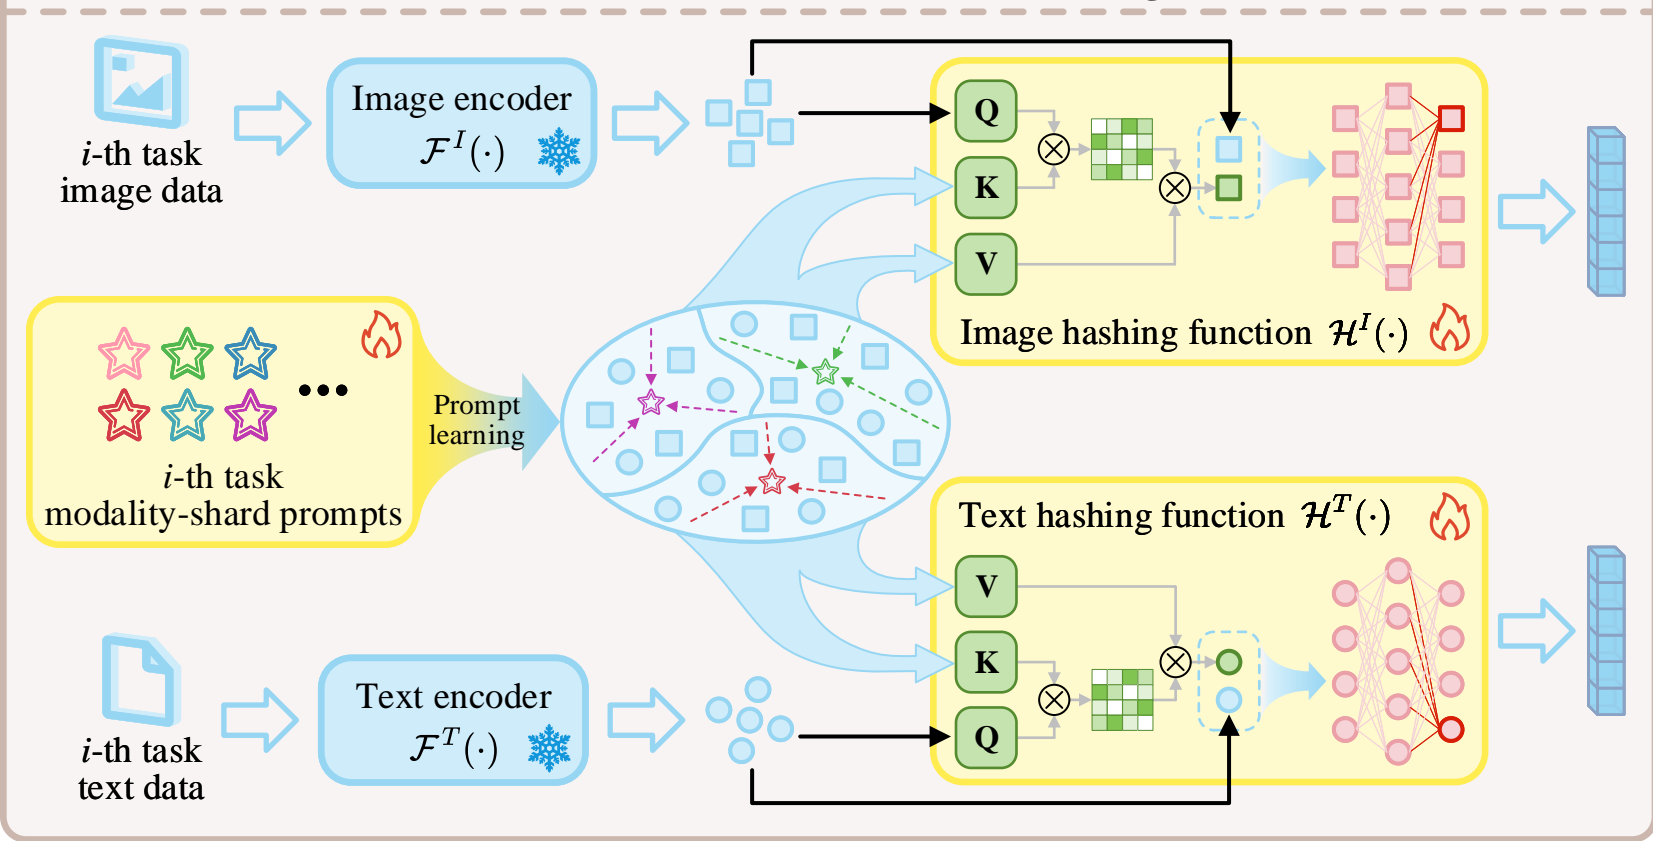 i-th task
image data
Image encoder
𝓕^I(·)
Q
K
V
Image hashing function 𝓗^I(·)
i-th task
modality-shard prompts
Prompt
learning
Text hashing function 𝓗^T(·)
V
K
Q
i-th task
text data
Text encoder
𝓕^T(·)